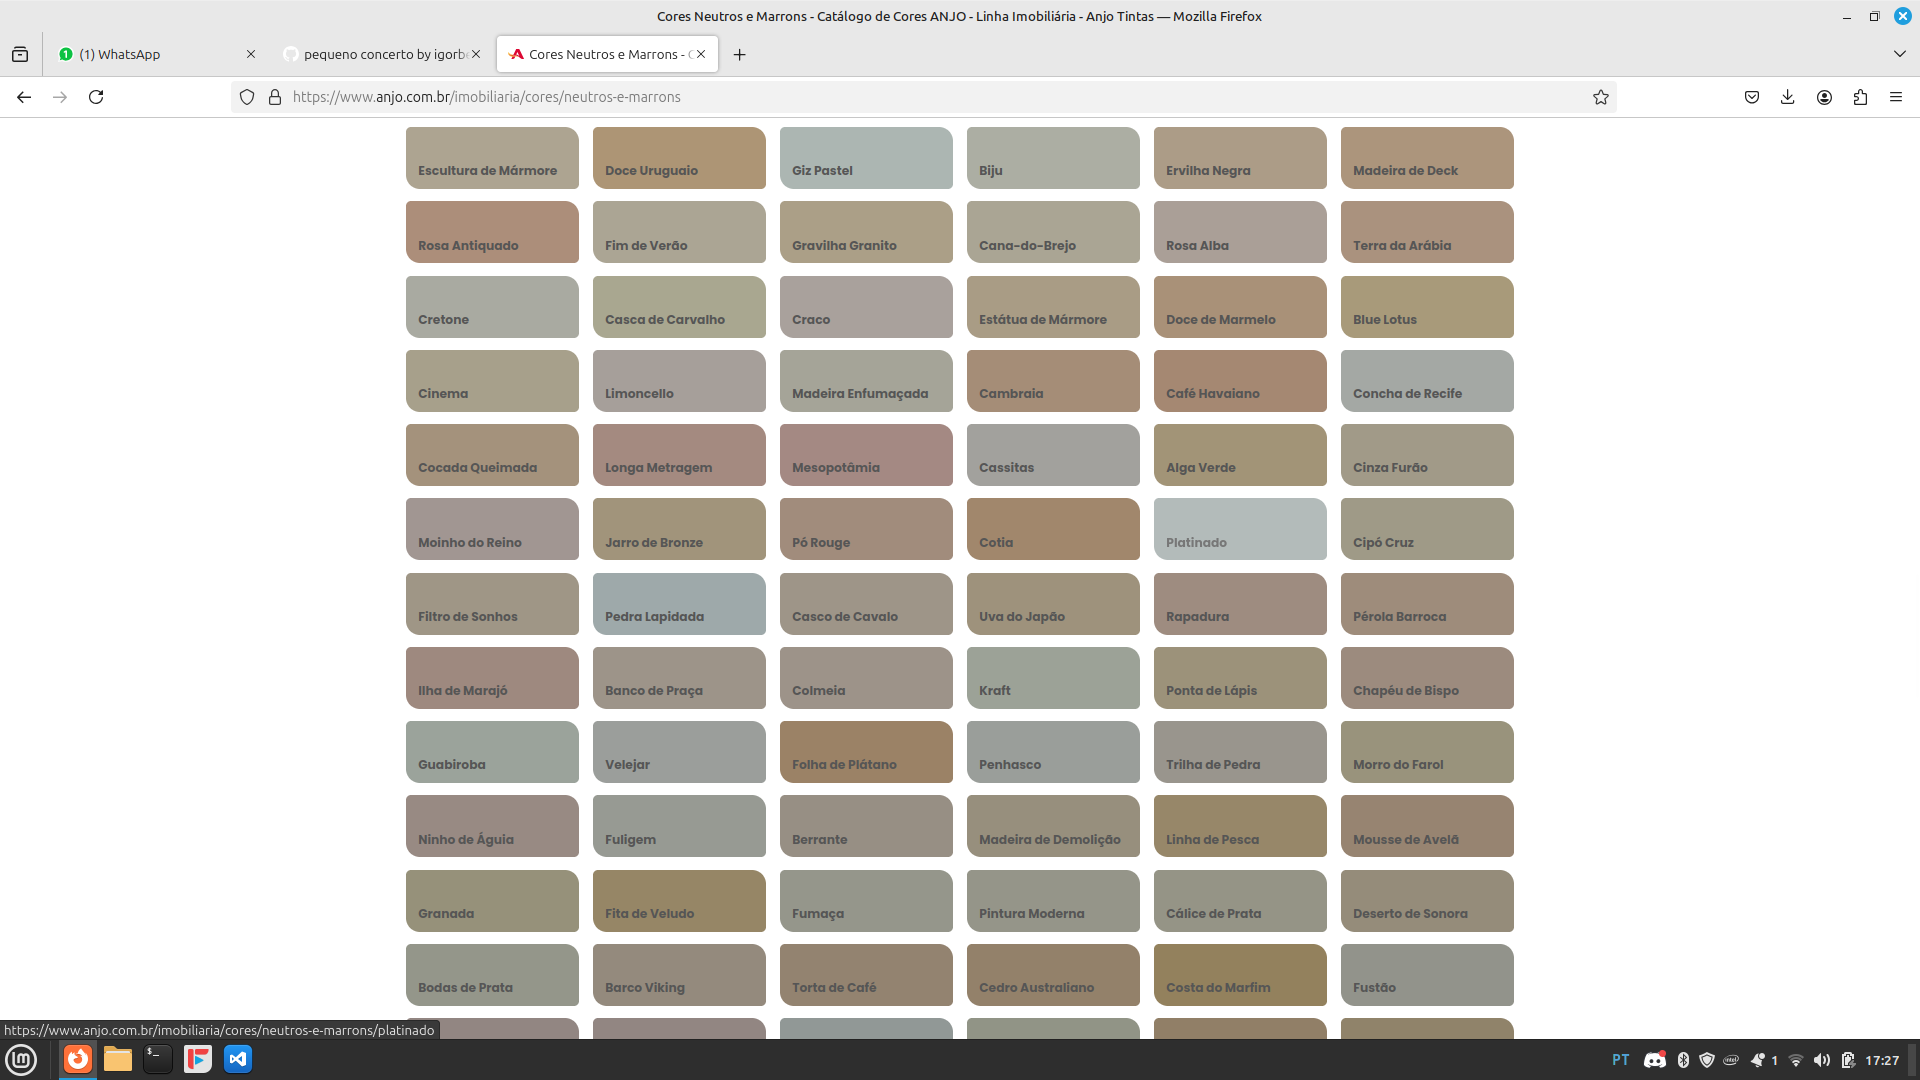 Cores Neutros e Marrons - Catálogo de Cores ANJO - Linha Imobiliária - Anjo Tintas — Mozilla Firefox
(1) WhatsApp
pequeno concerto by igorb
Cores Neutros e Marrons -
https://www.anjo.com.br/imobiliaria/cores/neutros-e-marrons
Escultura de Mármore
Doce Uruguaio
Giz Pastel
Biju
Ervilha Negra
Madeira de Deck
Rosa Antiquado
Fim de Verão
Gravilha Granito
Cana-do-Brejo
Rosa Alba
Terra da Arábia
Cretone
Casca de Carvalho
Craco
Estátua de Mármore
Doce de Marmelo
Blue Lotus
Cinema
Limoncello
Madeira Enfumaçada
Cambraia
Café Havaiano
Concha de Recife
Cocada Queimada
Longa Metragem
Mesopotâmia
Cassitas
Alga Verde
Cinza Furão
Moinho do Reino
Jarro de Bronze
Pó Rouge
Cotia
Platinado
Cipó Cruz
Filtro de Sonhos
Pedra Lapidada
Casco de Cavalo
Uva do Japão
Rapadura
Pérola Barroca
Ilha de Marajó
Banco de Praça
Colmeia
Kraft
Ponta de Lápis
Chapéu de Bispo
Guabiroba
Velejar
Folha de Plátano
Penhasco
Trilha de Pedra
Morro do Farol
Ninho de Águia
Fuligem
Berrante
Madeira de Demolição
Linha de Pesca
Mousse de Avelã
Granada
Fita de Veludo
Fumaça
Pintura Moderna
Cálice de Prata
Deserto de Sonora
Bodas de Prata
Barco Viking
Torta de Café
Cedro Australiano
Costa do Marfim
Fustão
https://www.anjo.com.br/imobiliaria/cores/neutros-e-marrons/platinado
PT
1
17:27